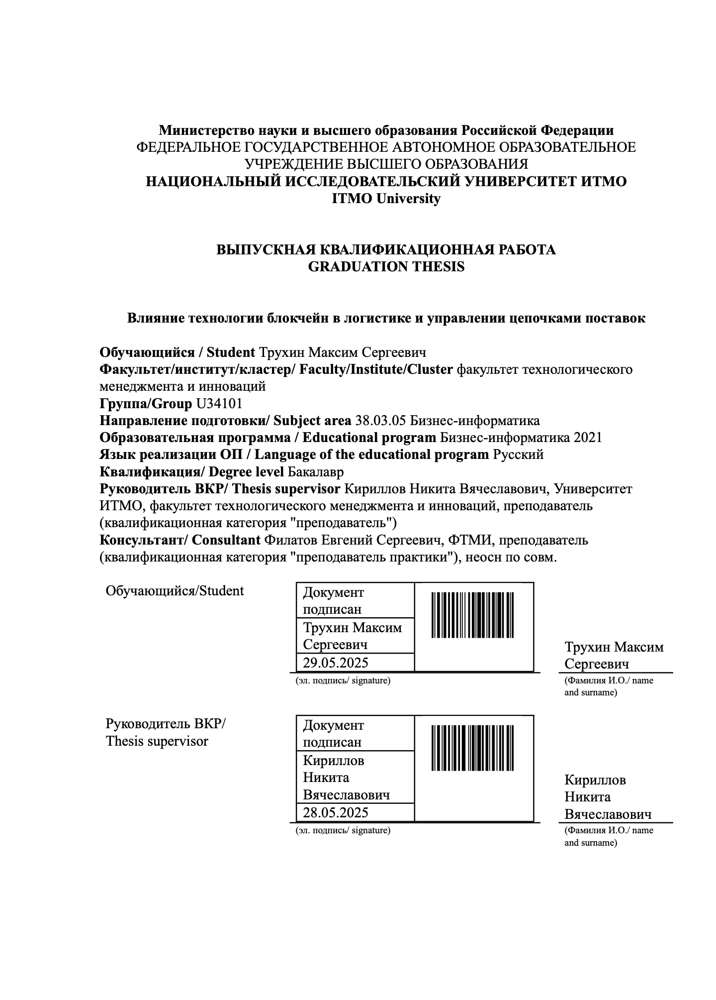 Министерство науки и высшего образования Российской Федерации
ФЕДЕРАЛЬНОЕ ГОСУДАРСТВЕННОЕ АВТОНОМНОЕ ОБРАЗОВАТЕЛЬНОЕ
УЧРЕЖДЕНИЕ ВЫСШЕГО ОБРАЗОВАНИЯ
НАЦИОНАЛЬНЫЙ ИССЛЕДОВАТЕЛЬСКИЙ УНИВЕРСИТЕТ ИТМО
ITMO University
ВЫПУСКНАЯ КВАЛИФИКАЦИОННАЯ РАБОТА
GRADUATION THESIS
Влияние технологии блокчейн в логистике и управлении цепочками поставок
Обучающийся / Student Трухин Максим Сергеевич
Факультет/институт/кластер/ Faculty/Institute/Cluster факультет технологического
менеджмента и инноваций
Группа/Group U34101
Направление подготовки/ Subject area 38.03.05 Бизнес-информатика
Образовательная программа / Educational program Бизнес-информатика 2021
Язык реализации ОП / Language of the educational program Русский
Квалификация/ Degree level Бакалавр
Руководитель ВКР/ Thesis supervisor Кириллов Никита Вячеславович, Университет
ИТМО, факультет технологического менеджмента и инноваций, преподаватель
(квалификационная категория "преподаватель")
Консультант/ Consultant Филатов Евгений Сергеевич, ФТМИ, преподаватель
(квалификационная категория "преподаватель практики"), неосн по совм.
Обучающийся/Student
Документ
подписан
Трухин Максим
Сергеевич
29.05.2025
(эл. подпись/ signature)
Трухин Максим
Сергеевич
(Фамилия И.О./ name
and surname)
Руководитель ВКР/
Thesis supervisor
Документ
подписан
Кириллов
Никита
Вячеславович
28.05.2025
(эл. подпись/ signature)
Кириллов
Никита
Вячеславович
(Фамилия И.О./ name
and surname)